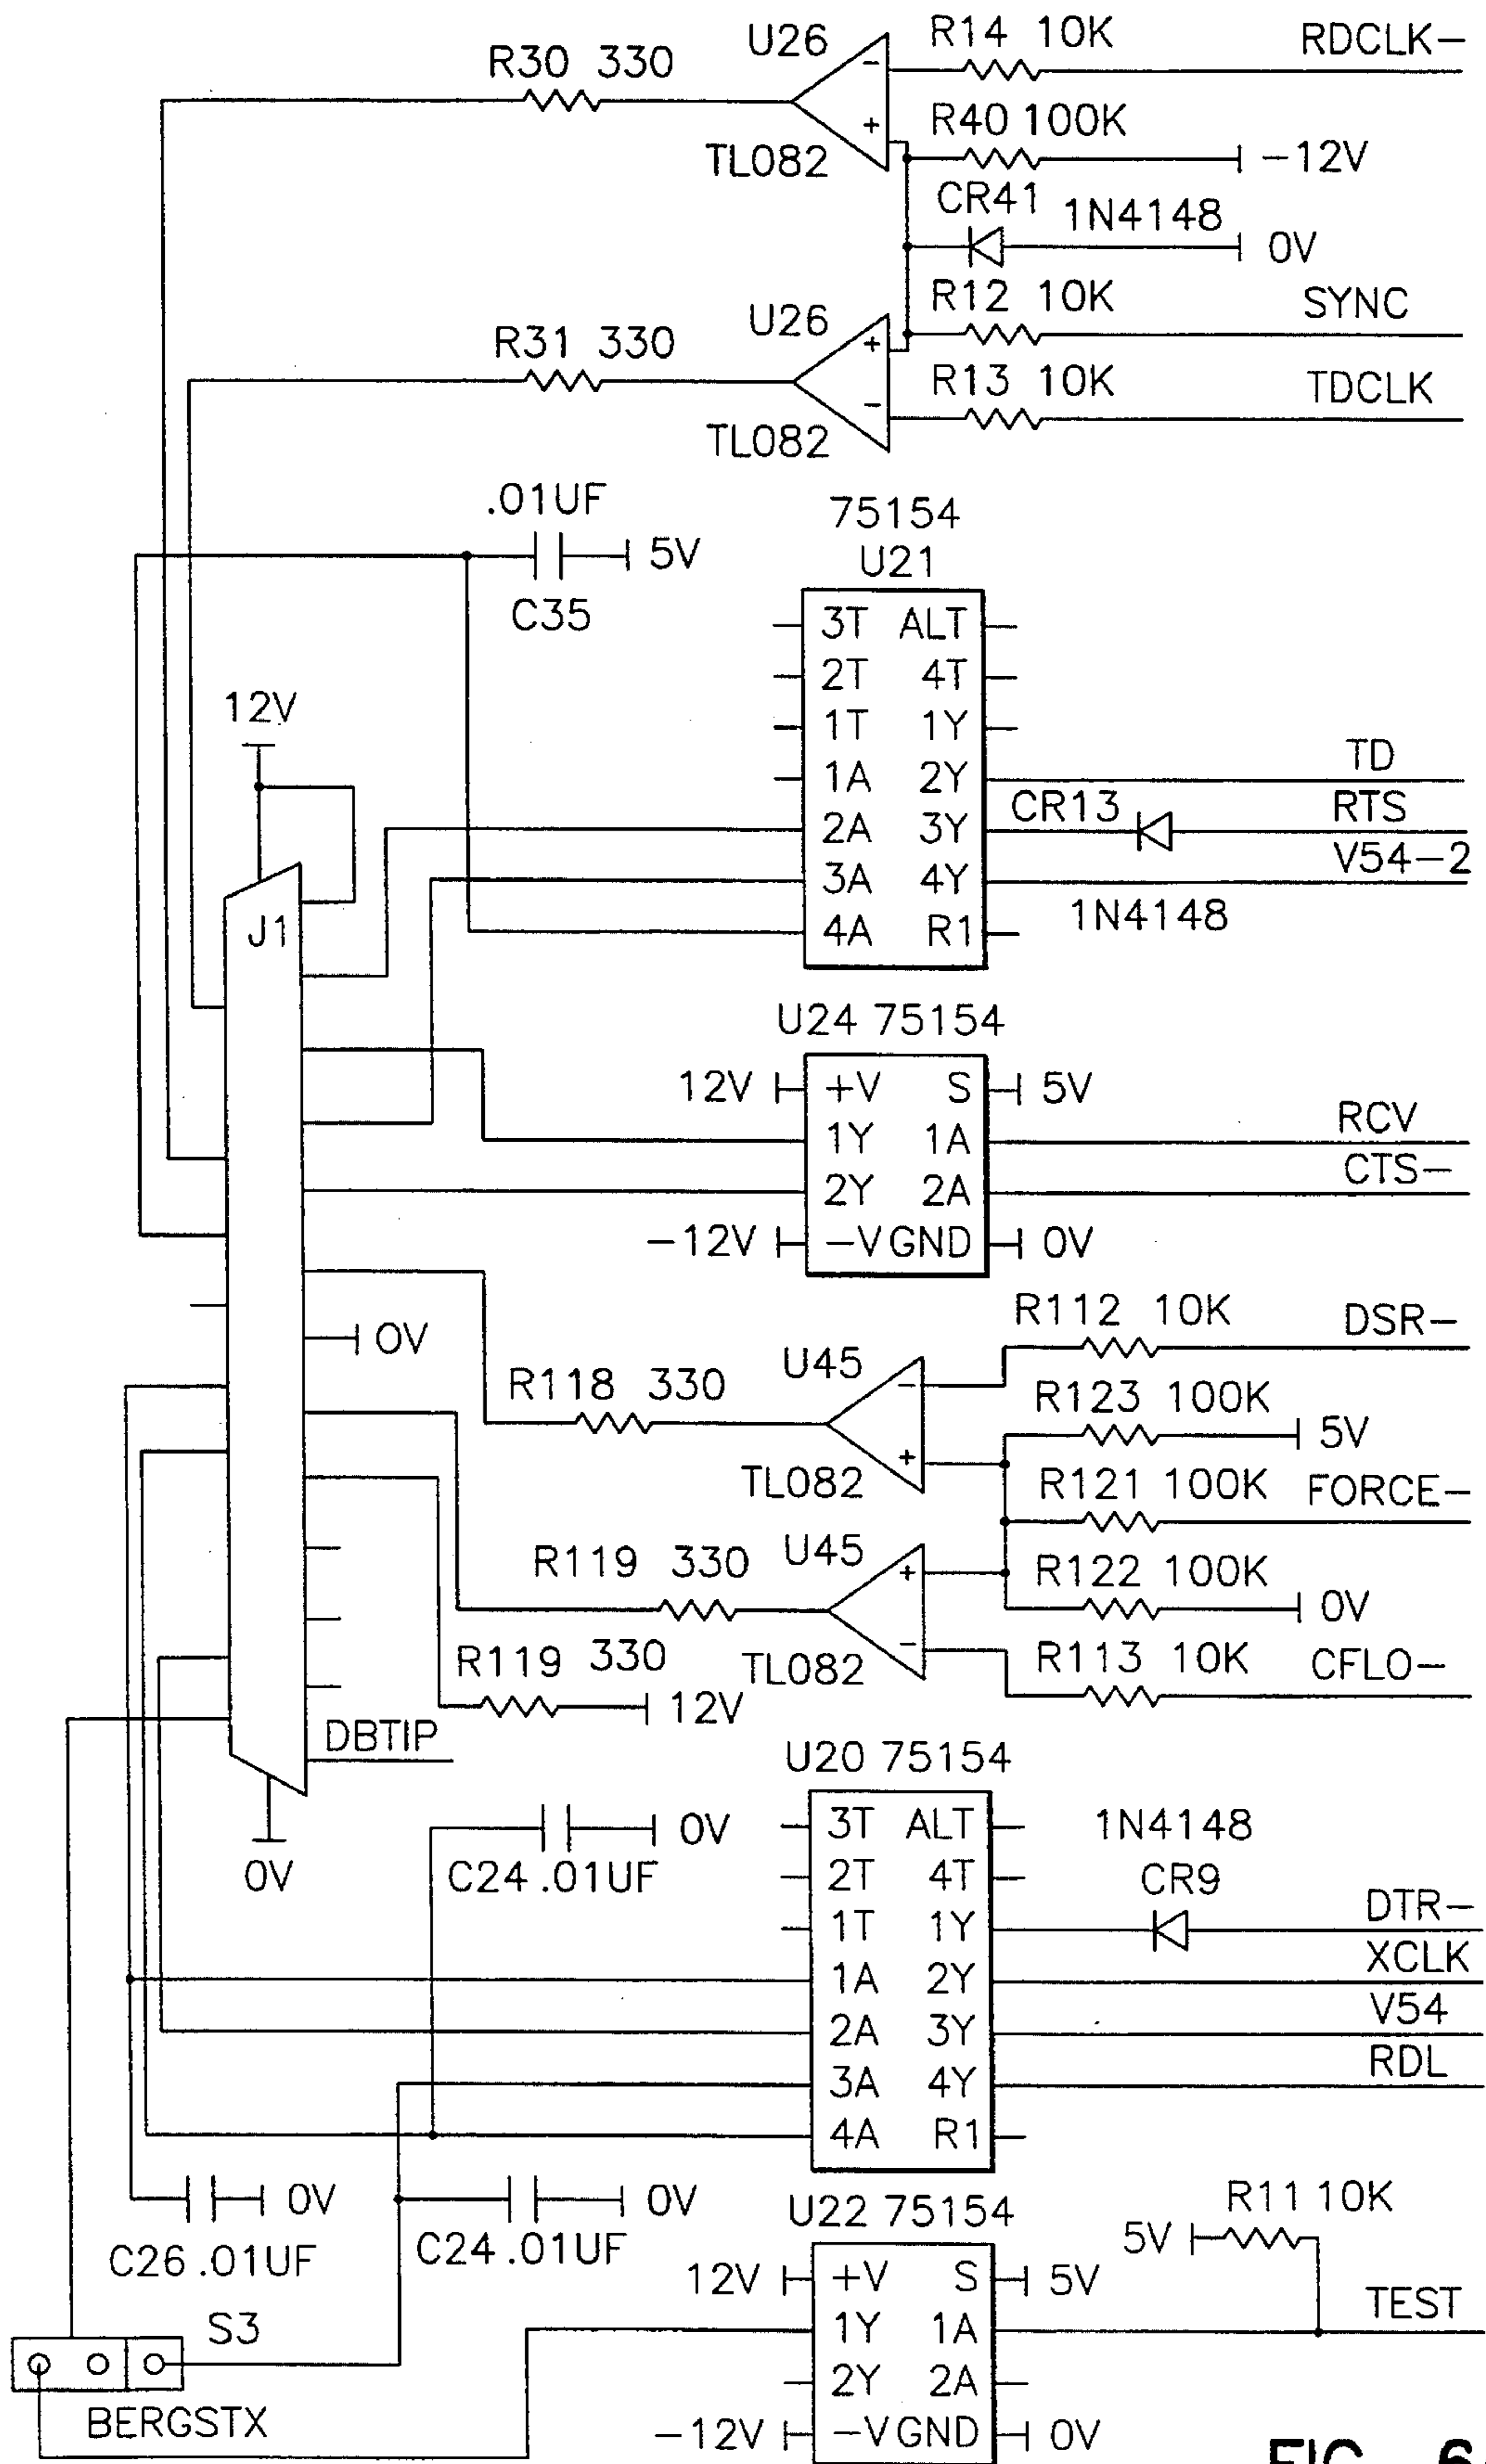 U26 R14 10K RDCLK-
R30 330
-
+
R40 100K
TL082 -12V
CR41 1N4148
0V
R12 10K SYNC
U26
R31 330
+
R13 10K TDCLK
-
TL082
.01UF 75154
5V U21
C35
3T ALT
2T 4T
12V
1T 1Y
TD
1A 2Y
CR13 RTS
2A 3Y
V54-2
3A 4Y
1N4148
J1
4A R1
U24 75154
12V +V S 5V
RCV
1Y 1A
CTS-
2Y 2A
-12V -V GND 0V
R112 10K DSR-
0V
U45
R118 330
-
R123 100K
5V
+
TL082
R121 100K FORCE-
U45
R119 330
+
R122 100K
0V
-
R119 330
TL082
R113 10K CFLO-
12V
DBTIP
U20 75154
0V
3T ALT 1N4148
0V
C24 .01UF
2T 4T CR9
1T 1Y DTR-
XCLK
1A 2Y
V54
2A 3Y
RDL
3A 4Y
4A R1
0V 0V
U22 75154
R11 10K
C26 .01UF C24 .01UF
5V
12V +V S 5V
S3
TEST
1Y 1A
2Y 2A
BERGSTX
-12V -V GND 0V